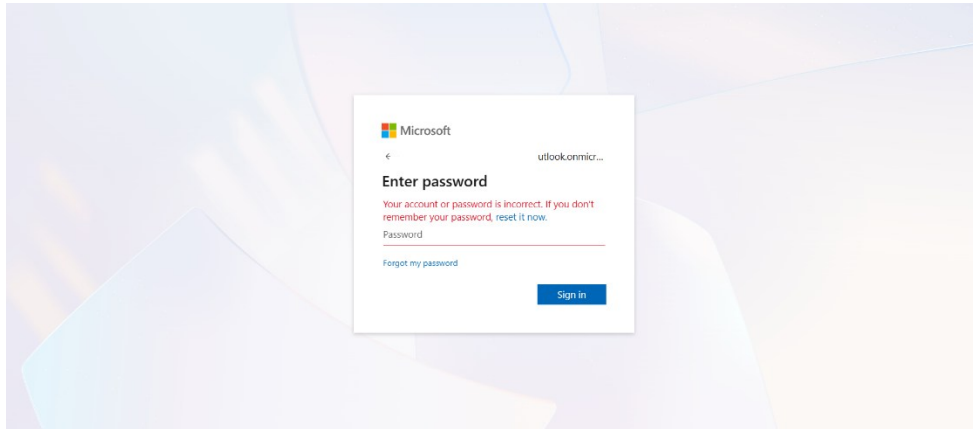 Microsoft
utlook.onmicr...
Enter password
Your account or password is incorrect. If you don't
remember your password, reset it now.
Password
Forgot my password
Sign in